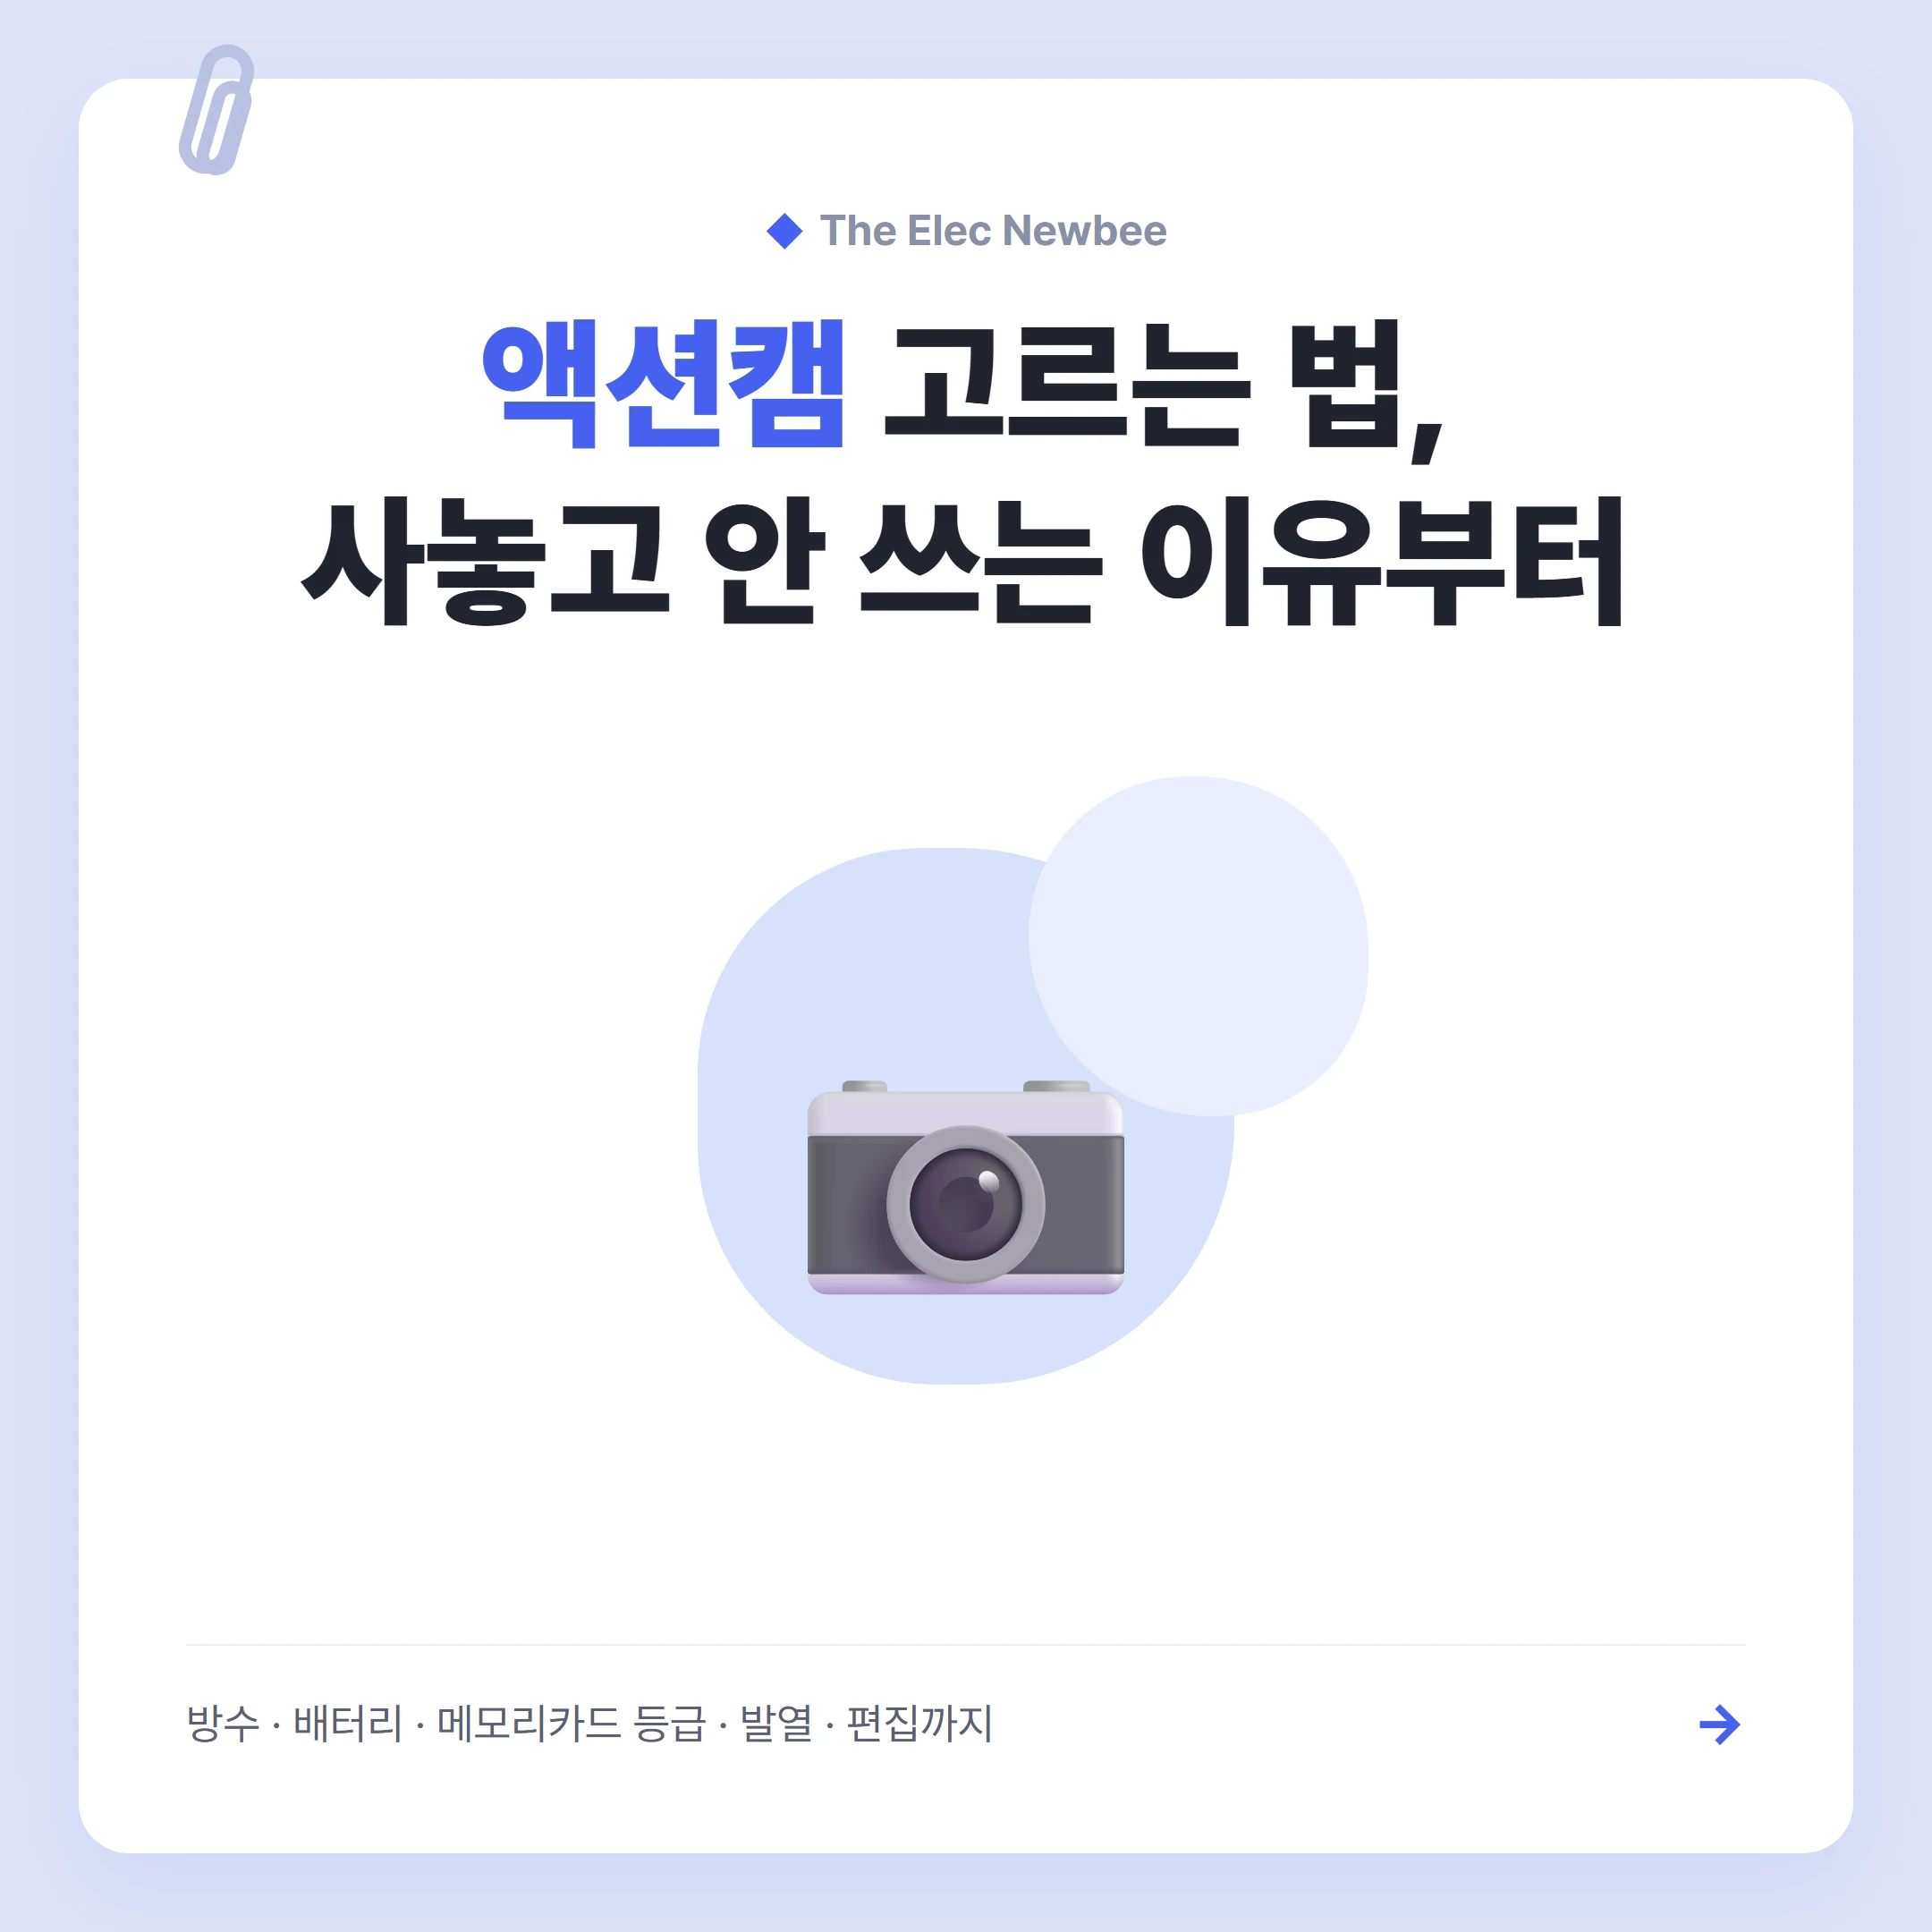 The Elec Newbee
액션캠 고르는 법,
사놓고 안 쓰는 이유부터
방수 · 배터리 · 메모리카드 등급 · 발열 · 편집까지